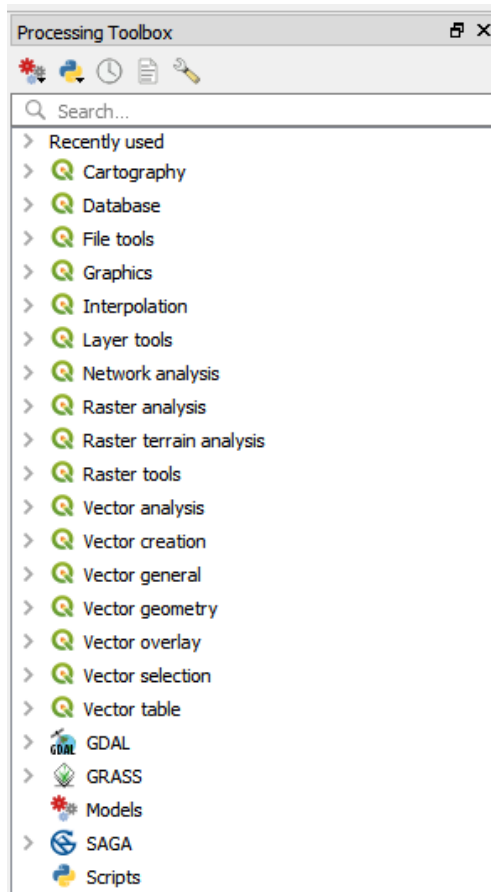 Processing Toolbox
Search...
Recently used
Cartography
Database
File tools
Graphics
Interpolation
Layer tools
Network analysis
Raster analysis
Raster terrain analysis
Raster tools
Vector analysis
Vector creation
Vector general
Vector geometry
Vector overlay
Vector selection
Vector table
GDAL GDAL
GRASS
Models
SAGA
Scripts